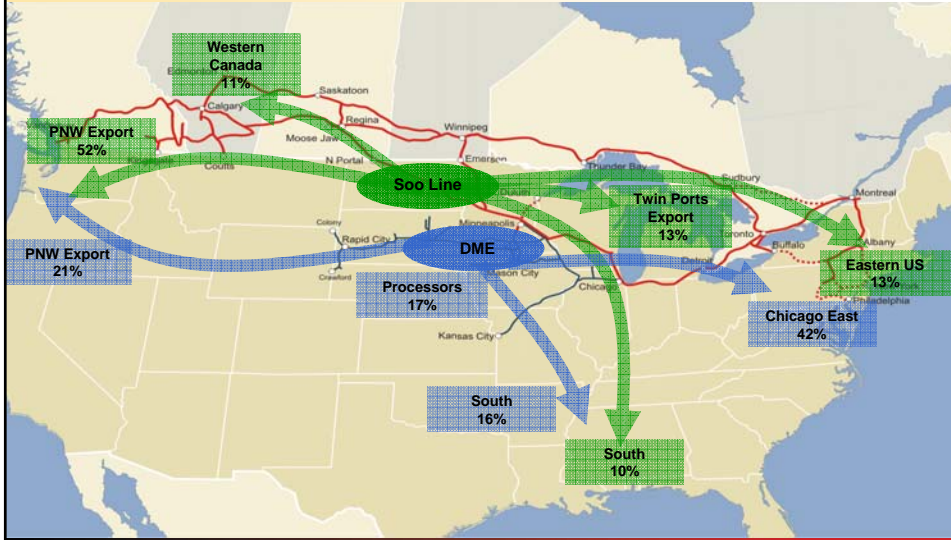 Western
Canada
11%
Edmonton
Saskatoon
Calgary
Regina
PNW Export
52%
Moose Jaw
Winnipeg
Coutts
N Portal
Emerson
Thunder Bay
Sudbury
Soo Line
Duluth
Twin Ports
Export
13%
Montreal
Minneapolis
Colony
Rapid City
DME
Toronto
Buffalo
Albany
PNW Export
21%
Crawford
Processors
17%
Mason City
Detroit
Chicago
Eastern US
13%
Philadelphia
Chicago East
42%
Kansas City
South
16%
South
10%